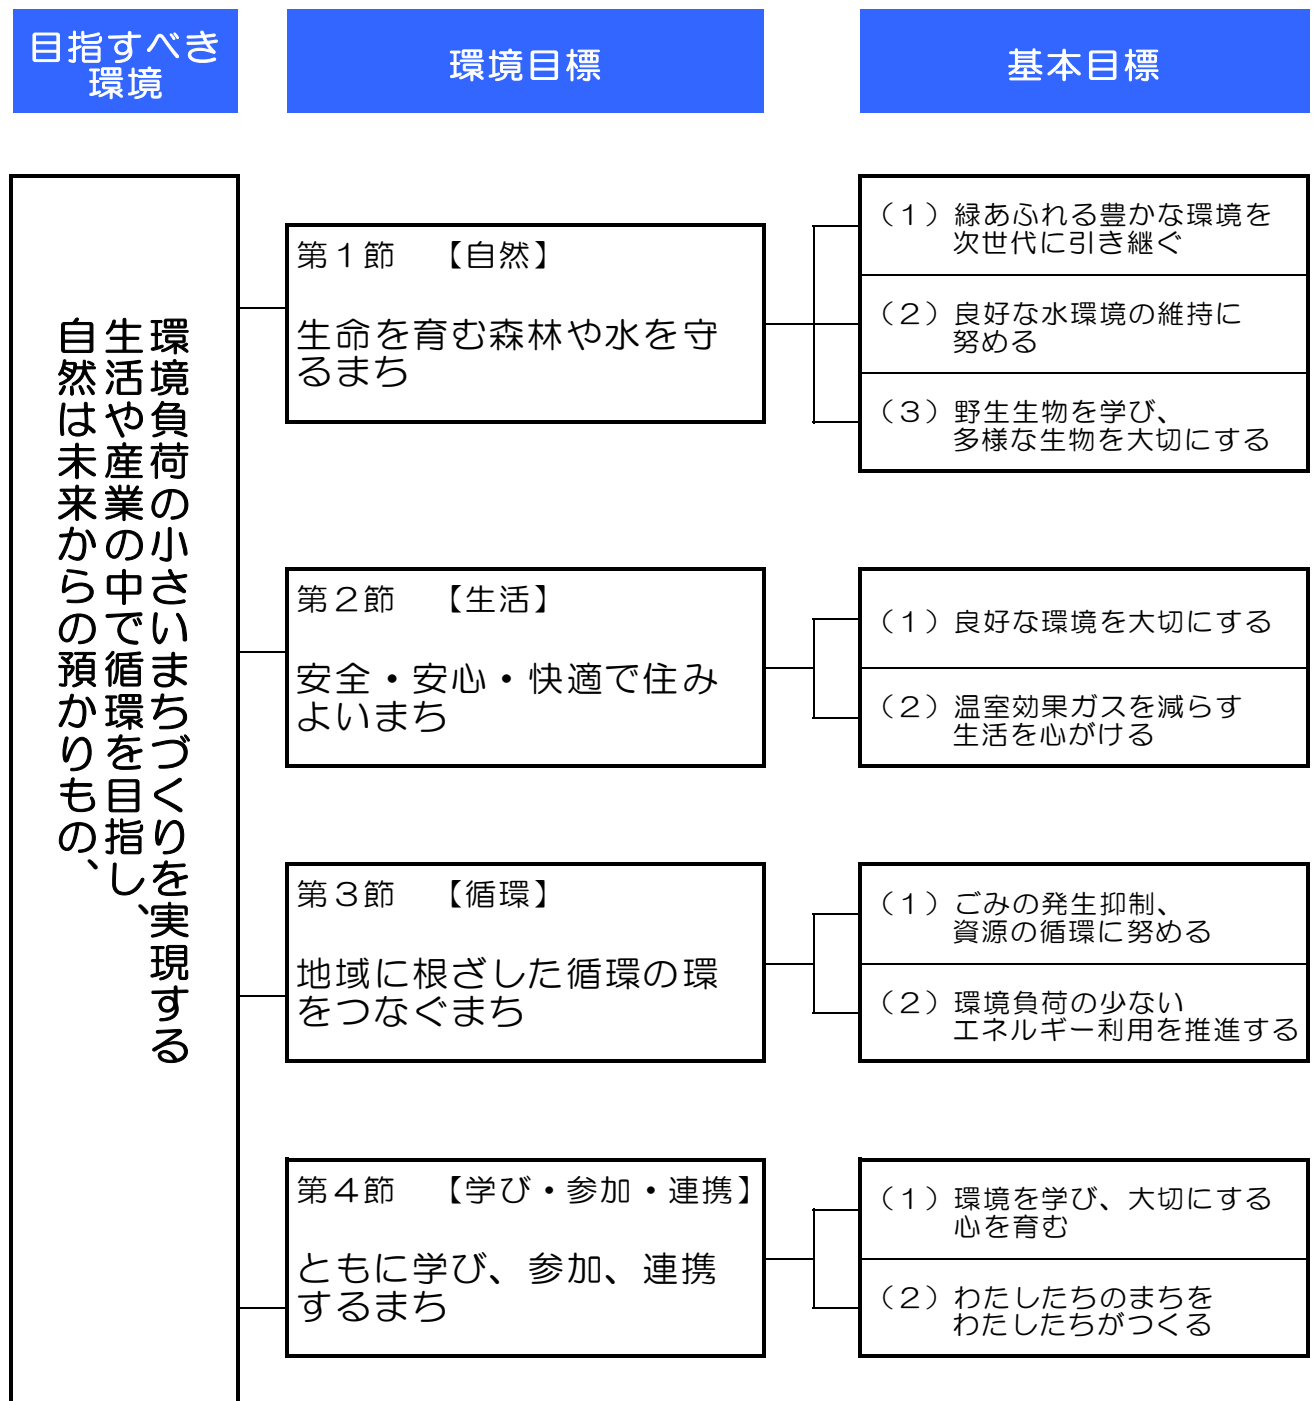 目指すべき
環境
環境目標
基本目標
自然は未来からの預かりもの、
生活や産業の中で循環を目指し、
環境負荷の小さいまちづくりを実現する
第１節　【自然】
生命を育む森林や水を守
るまち
（１）緑あふれる豊かな環境を
次世代に引き継ぐ
（２）良好な水環境の維持に
努める
（３）野生生物を学び、
多様な生物を大切にする
第２節　【生活】
安全・安心・快適で住み
よいまち
（１）良好な環境を大切にする
（２）温室効果ガスを減らす
生活を心がける
第３節　【循環】
地域に根ざした循環の環
をつなぐまち
（１）ごみの発生抑制、
資源の循環に努める
（２）環境負荷の少ない
エネルギー利用を推進する
第４節　【学び・参加・連携】
ともに学び、参加、連携
するまち
（１）環境を学び、大切にする
心を育む
（２）わたしたちのまちを
わたしたちがつくる